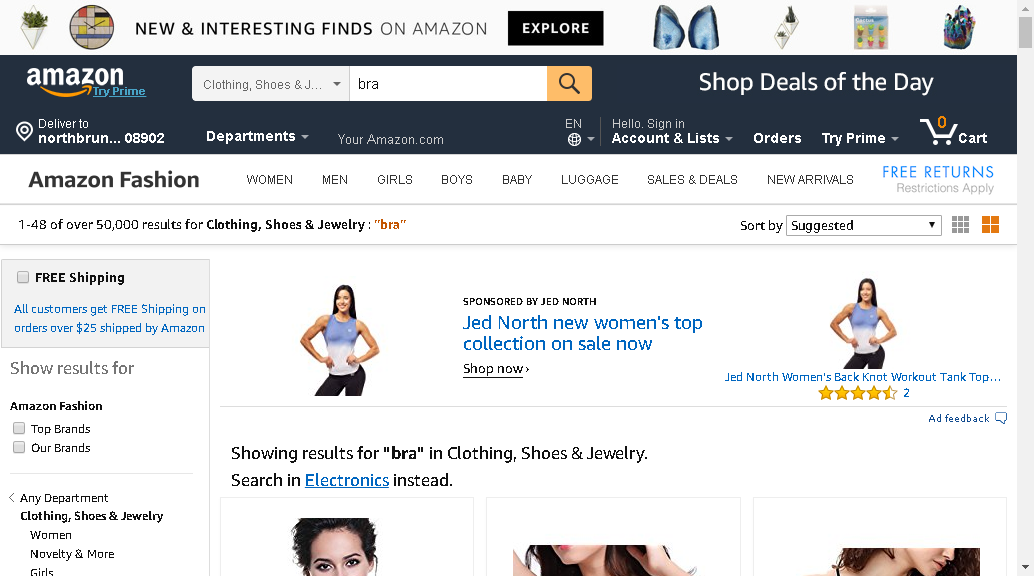 NEW & INTERESTING FINDS ON AMAZON
EXPLORE
Cactus
amazon
Try Prime
Clothing, Shoes & J...
bra
Shop Deals of the Day
Deliver to
northbrun... 08902
Departments
Your Amazon.com
EN
Hello. Sign in
Account & Lists
Orders
Try Prime
0
Cart
Amazon Fashion
WOMEN
MEN
GIRLS
BOYS
BABY
LUGGAGE
SALES & DEALS
NEW ARRIVALS
FREE RETURNS
Restrictions Apply
1-48 of over 50,000 results for Clothing, Shoes & Jewelry : "bra"
Sort by
Suggested
FREE Shipping
All customers get FREE Shipping on
orders over $25 shipped by Amazon
Show results for
Amazon Fashion
Top Brands
Our Brands
Any Department
Clothing, Shoes & Jewelry
Women
Novelty & More
Girls
SPONSORED BY JED NORTH
Jed North new women's top
collection on sale now
Shop now ›
Jed North Women's Back Knot Workout Tank Top...
2
Ad feedback
Showing results for "bra" in Clothing, Shoes & Jewelry.
Search in Electronics instead.